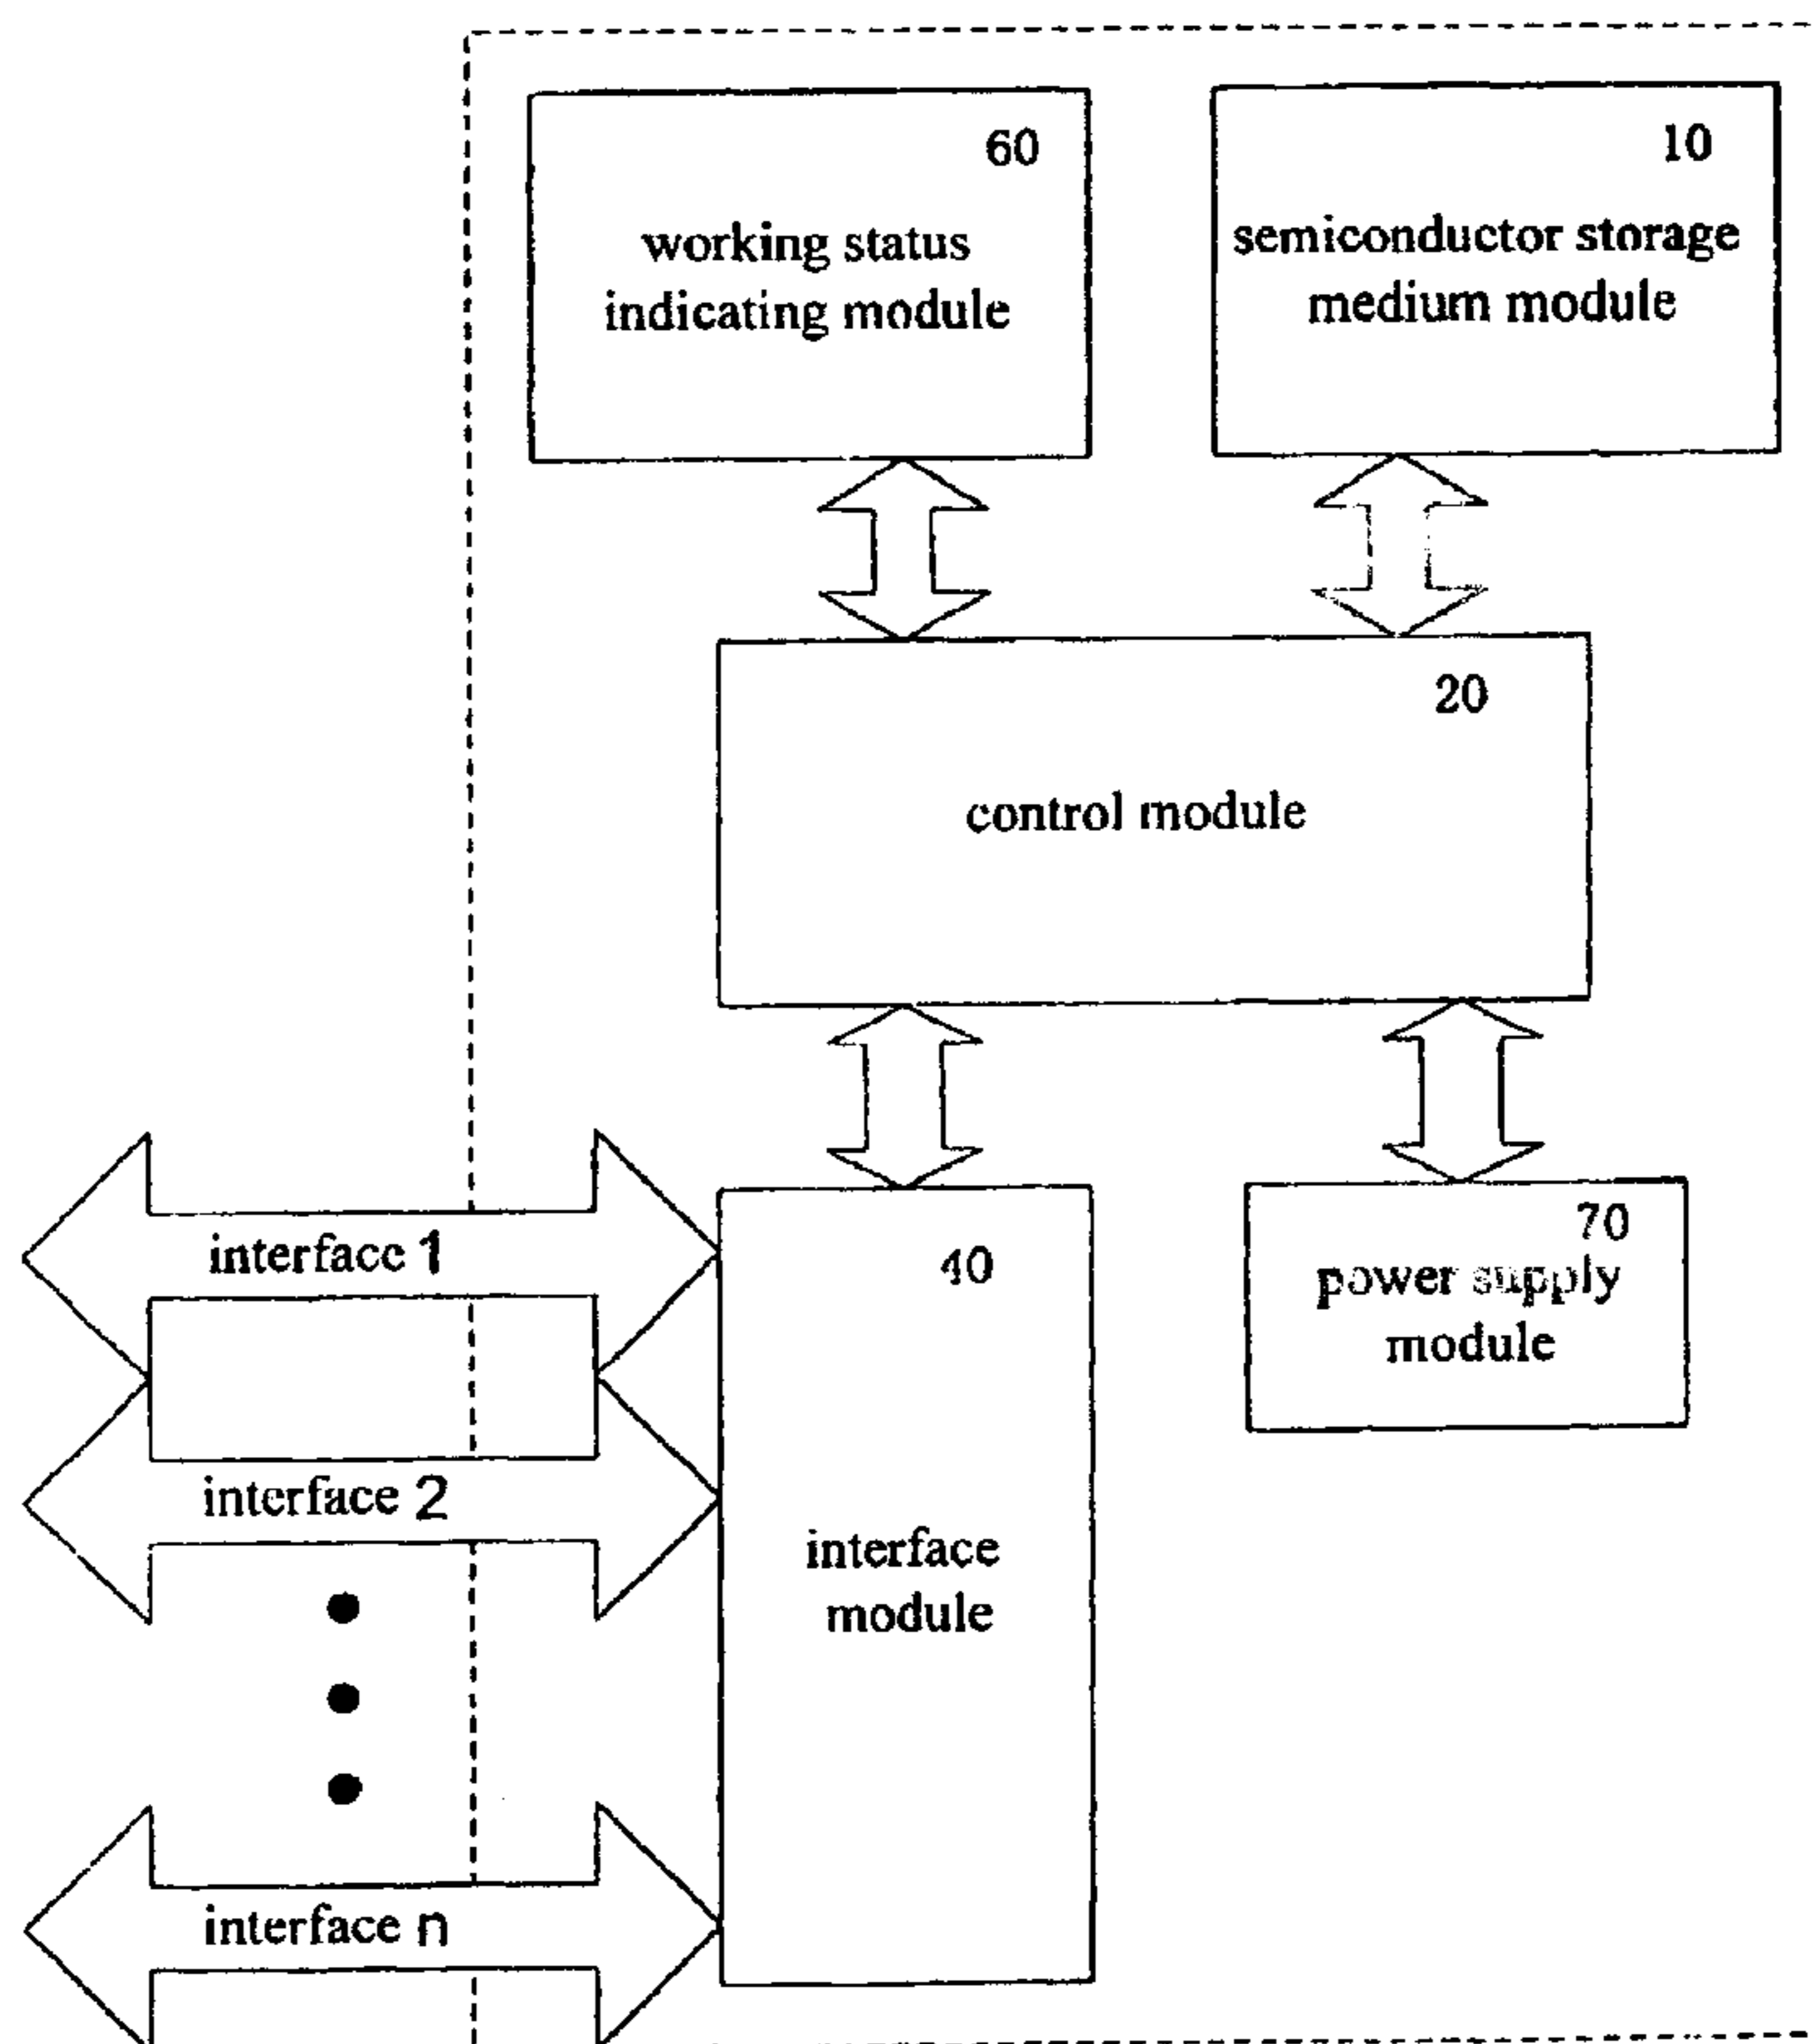 60
working status
indicating module
10
semiconductor storage
medium module
20
control module
interface 1
40
70
power supply
module
interface 2
interface
module
interface n